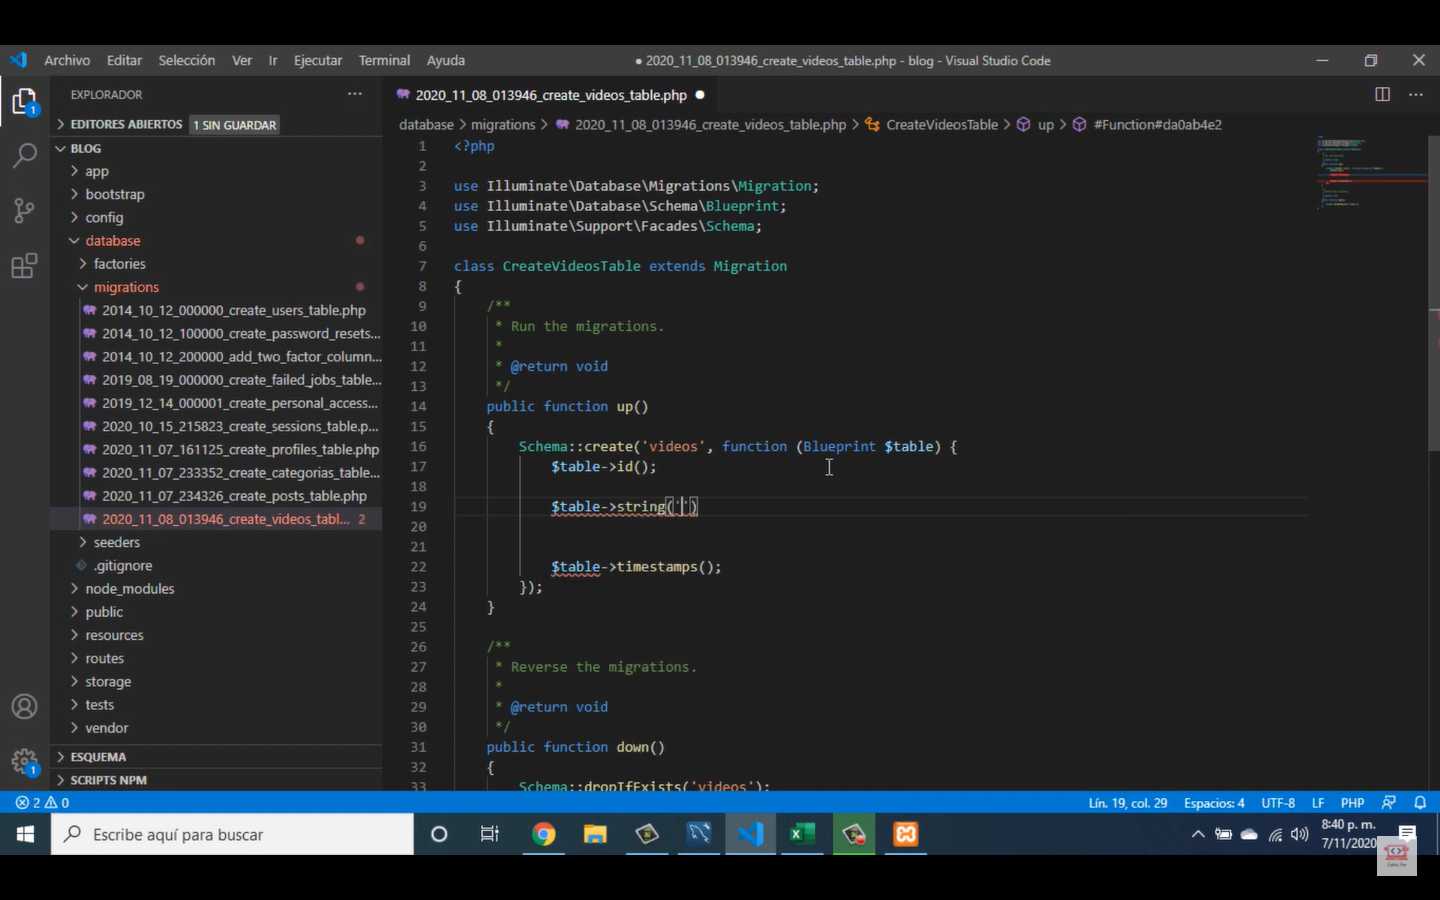 Archivo Editar Selección Ver Ir Ejecutar Terminal Ayuda ● 2020_11_08_013946_create_videos_table.php - blog - Visual Studio Code
EXPLORADOR ···
EDITORES ABIERTOS 1 SIN GUARDAR
BLOG
app
bootstrap
config
database
factories
migrations
2014_10_12_000000_create_users_table.php
2014_10_12_100000_create_password_resets...
2014_10_12_200000_add_two_factor_column...
2019_08_19_000000_create_failed_jobs_table...
2019_12_14_000001_create_personal_access...
2020_10_15_215823_create_sessions_table.p...
2020_11_07_161125_create_profiles_table.php
2020_11_07_233352_create_categorias_table...
2020_11_07_234326_create_posts_table.php
2020_11_08_013946_create_videos_tabl... 2
seeders
.gitignore
node_modules
public
resources
routes
storage
tests
vendor
ESQUEMA
SCRIPTS NPM
1
1
2020_11_08_013946_create_videos_table.php ●
database > migrations > 2020_11_08_013946_create_videos_table.php > CreateVideosTable > up > #Function#da0ab4e2
1 <?php
2
3 use Illuminate\Database\Migrations\Migration;
4 use Illuminate\Database\Schema\Blueprint;
5 use Illuminate\Support\Facades\Schema;
6
7 class CreateVideosTable extends Migration
8 {
9 /**
10 * Run the migrations.
11 *
12 * @return void
13 */
14 public function up()
15 {
16 Schema::create('videos', function (Blueprint $table) {
17 $table->id();
18
19 $table->string('')
20
21
22 $table->timestamps();
23 });
24 }
25
26 /**
27 * Reverse the migrations.
28 *
29 * @return void
30 */
31 public function down()
32 {
33 Schema::dropIfExists('videos');
2 0 Lín. 19, col. 29 Espacios: 4 UTF-8 LF PHP
Escribe aquí para buscar
8:40 p. m.
7/11/2020